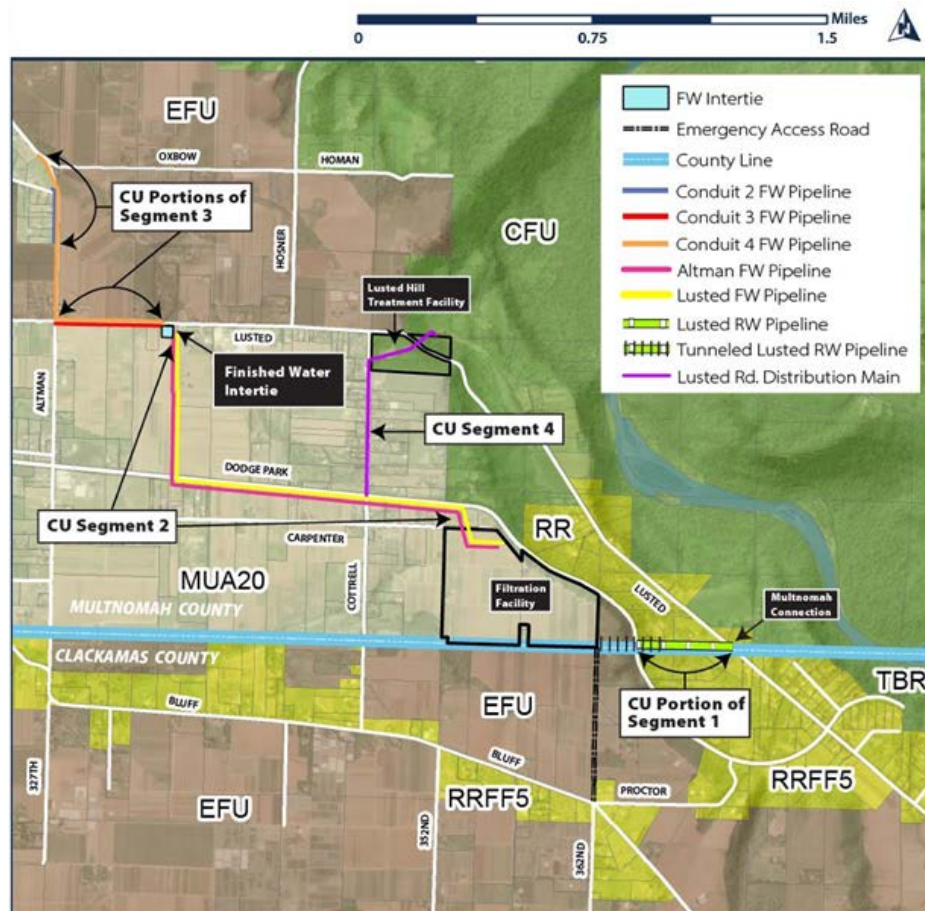 Miles
0
0.75
1.5
N
FW Intertie
Emergency Access Road
County Line
Conduit 2 FW Pipeline
Conduit 3 FW Pipeline
Conduit 4 FW Pipeline
Altman FW Pipeline
Lusted FW Pipeline
Lusted RW Pipeline
Tunneled Lusted RW Pipeline
Lusted Rd. Distribution Main
EFU
OXBOW
HOMAN
CU Portions of
Segment 3
HOSNER
CFU
Lusted Hill
Treatment Facility
LUSTED
Finished Water
Intertie
ALTMAN
CU Segment 4
DODGE PARK
CU Segment 2
CARPENTER
RR
MUA20
COTTRELL
Filtration
Facility
LUSTED
Multnomah
Connection
MULTNOMAH COUNTY
CLACKAMAS COUNTY
TBR
CU Portion of
Segment 1
BLUFF
EFU
BLUFF
RRFF5
EFU
RRFF5
PROCTOR
327TH
352ND
362ND